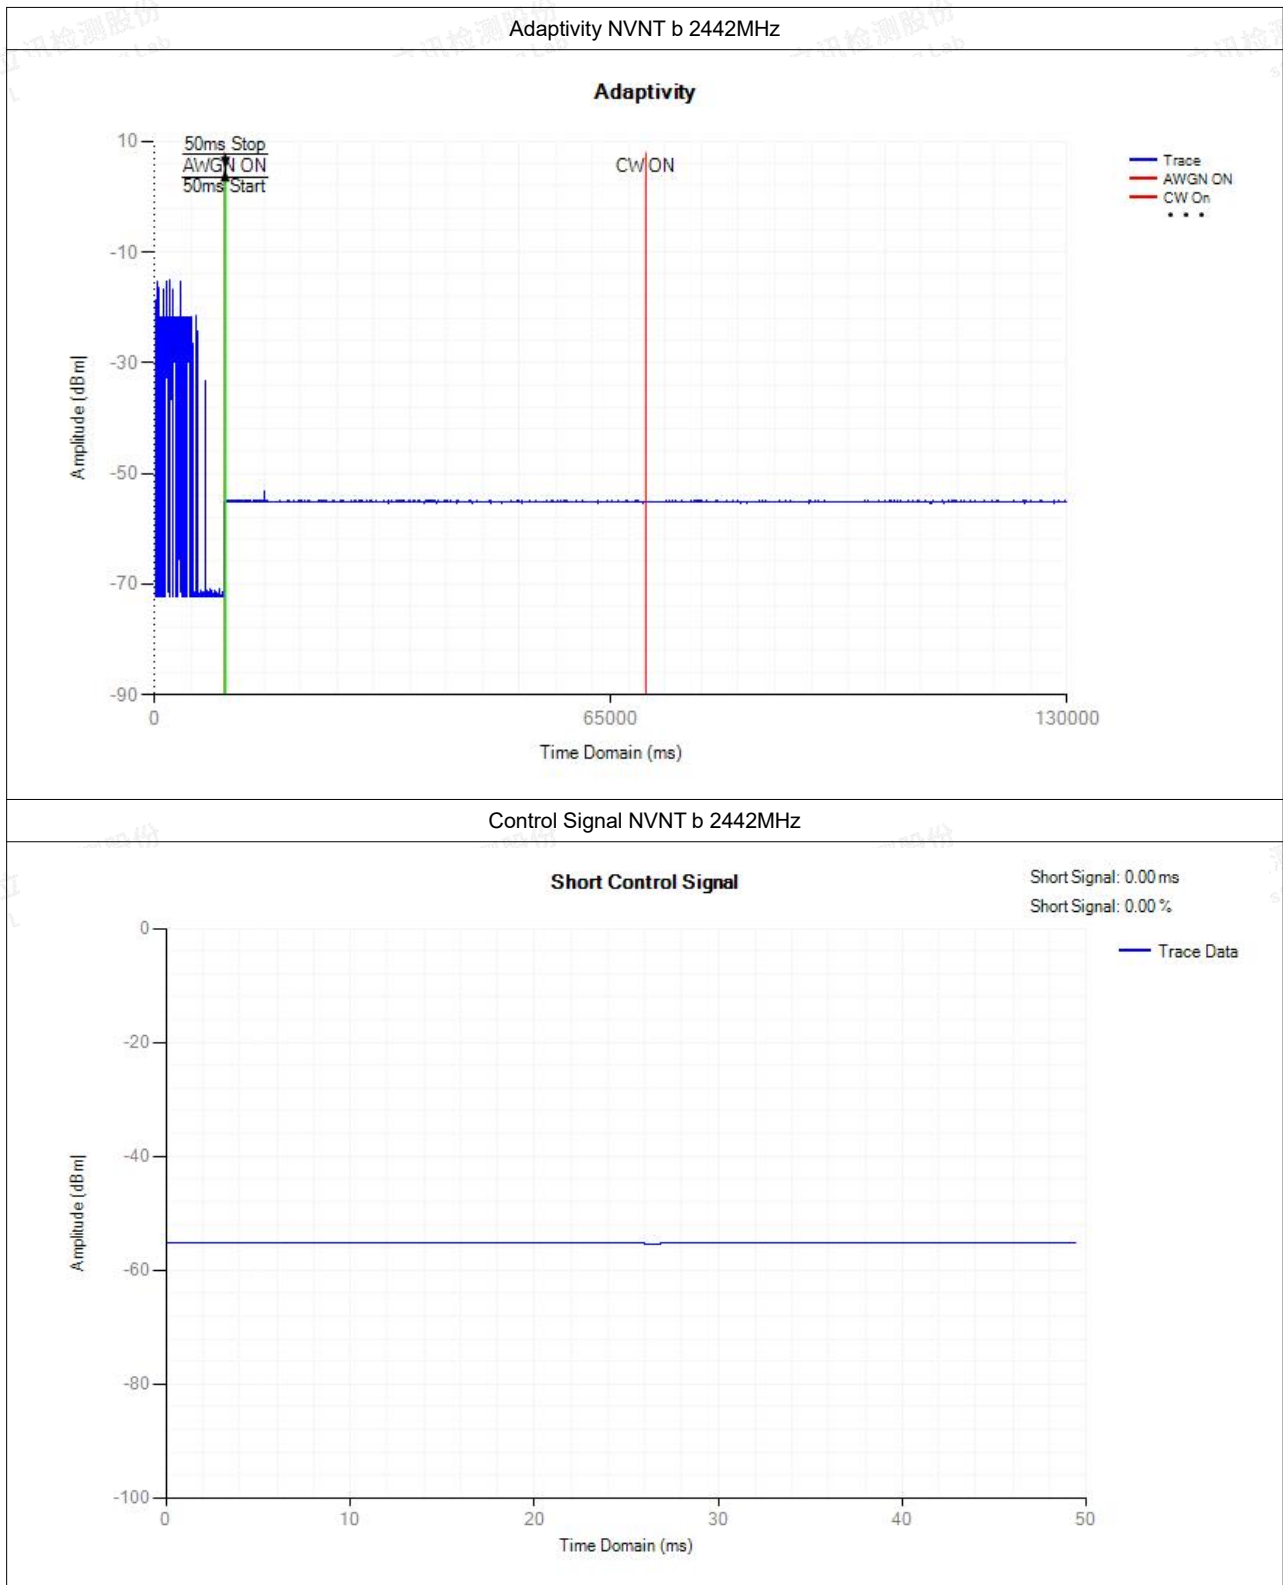 Adaptivity NVNT b 2442MHz
Adaptivity
10
-10
-30
-50
-70
-90
Amplitude (dBm)
50ms Stop
AWGN ON
50ms Start
CW ON
Trace
AWGN ON
CW On
• • •
0
65000
130000
Time Domain (ms)
Control Signal NVNT b 2442MHz
Short Control Signal
Short Signal: 0.00 ms
Short Signal: 0.00 %
Trace Data
0
-20
-40
-60
-80
-100
Amplitude (dBm)
0
10
20
30
40
50
Time Domain (ms)